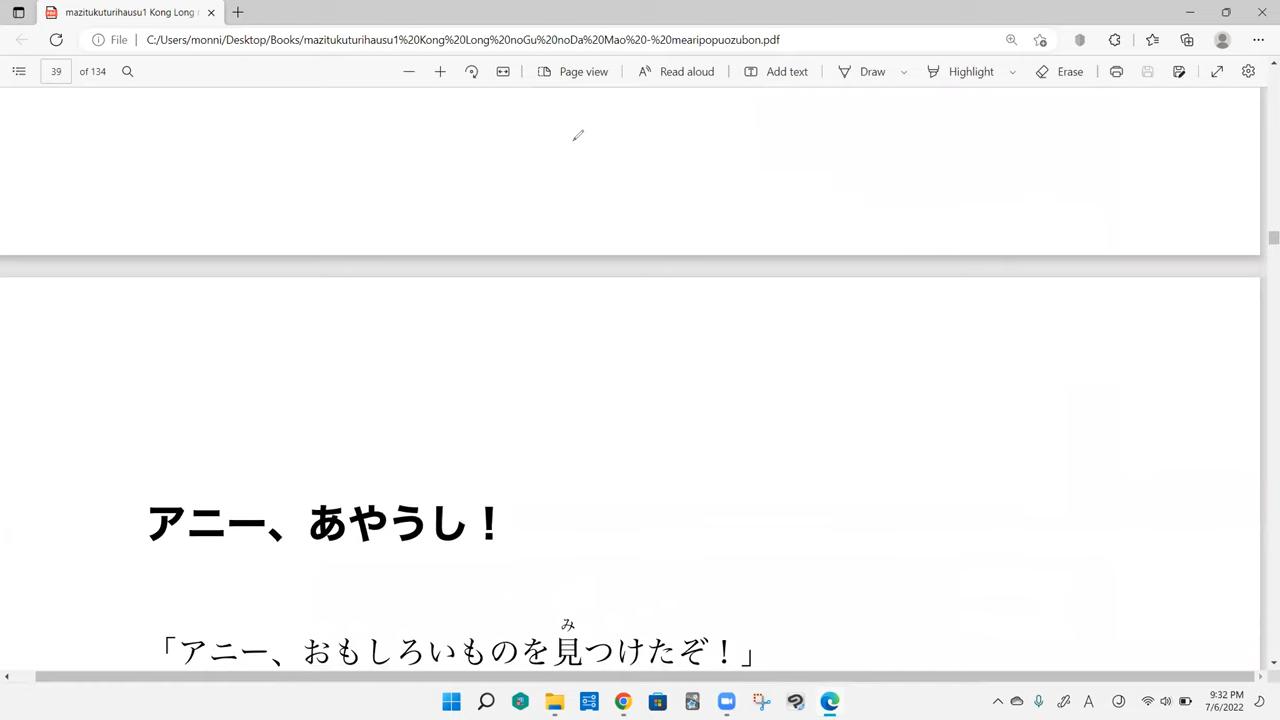 mazitukuturihausu1 Kong Long
File
C:/Users/monni/Desktop/Books/mazitukuturihausu1%20Kong%20Long%20noGu%20noDa%20Mao%20-%20mearipopuozubon.pdf
39 of 134
Page view
Read aloud
Add text
Draw
Highlight
Erase
アニー、あやうし！
み
「アニー、おもしろいものを見つけたぞ！」
9:32 PM
7/6/2022